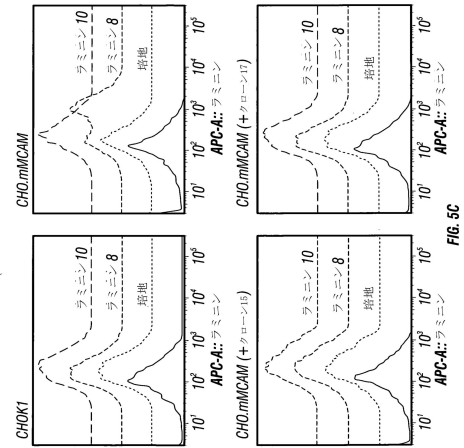 CHOK1
ラミニン 10
ラミニン 8
培地
10¹ 10² 10³ 10⁴ 10⁵
APC-A:: ラミニン
CHO.mMCAM
ラミニン 10
ラミニン 8
培地
10¹ 10² 10³ 10⁴ 10⁵
APC-A:: ラミニン
CHO.mMCAM (+クローン15)
ラミニン 10
ラミニン 8
培地
10¹ 10² 10³ 10⁴ 10⁵
APC-A:: ラミニン
CHO.mMCAM (+クローン17)
ラミニン 10
ラミニン 8
培地
10¹ 10² 10³ 10⁴ 10⁵
APC-A:: ラミニン
FIG. 5C